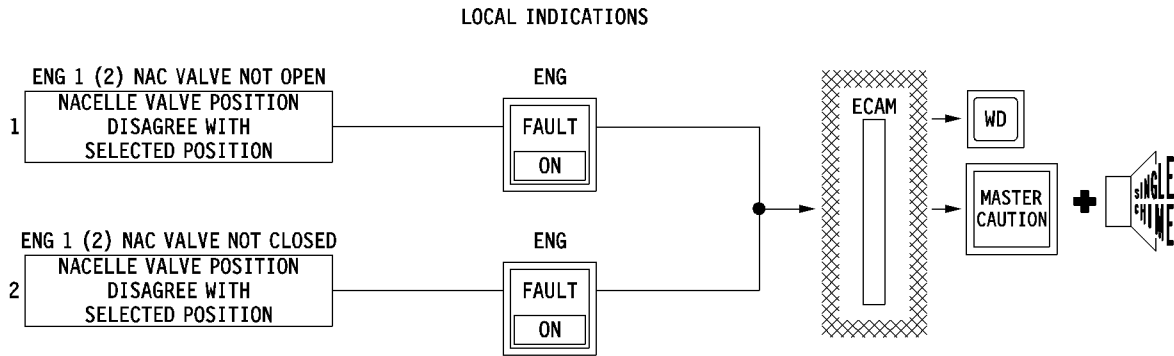 LOCAL INDICATIONS
ENG 1 (2) NAC VALVE NOT OPEN
1
NACELLE VALVE POSITION
DISAGREE WITH
SELECTED POSITION
ENG
FAULT
ON
ENG 1 (2) NAC VALVE NOT CLOSED
2
NACELLE VALVE POSITION
DISAGREE WITH
SELECTED POSITION
ENG
FAULT
ON
ECAM
WD
MASTER
CAUTION
+
SINGLE
CHIME